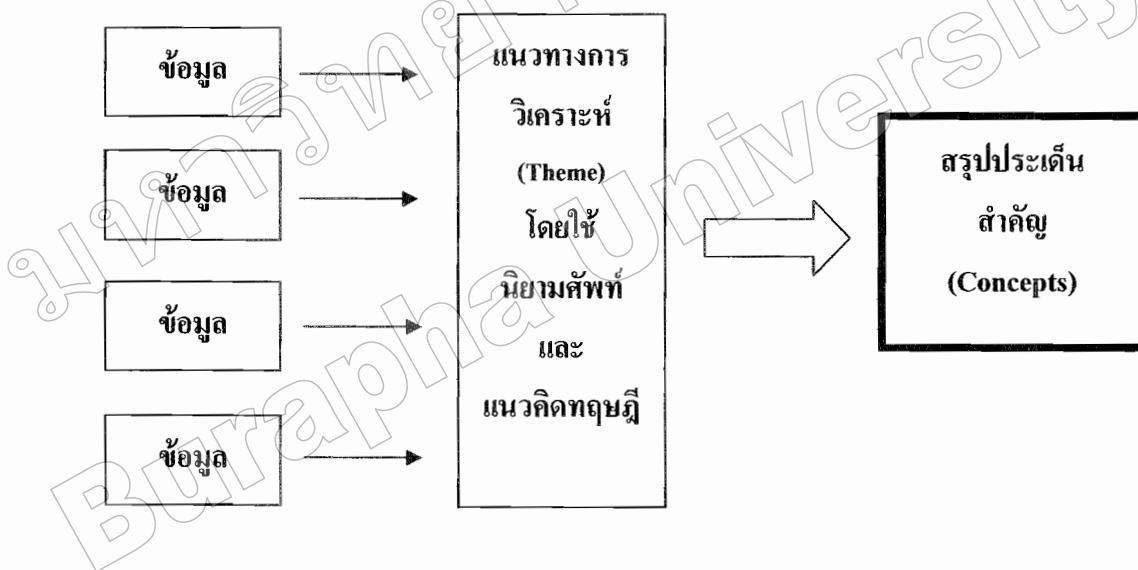 ข้อมูล
ข้อมูล
ข้อมูล
ข้อมูล
แนวทางการ
วิเคราะห์
(Theme)
โดยใช้
นิยามศัพท์
และ
แนวคิดทฤษฎี
สรุปประเด็น
สำคัญ
(Concepts)
Burapha University